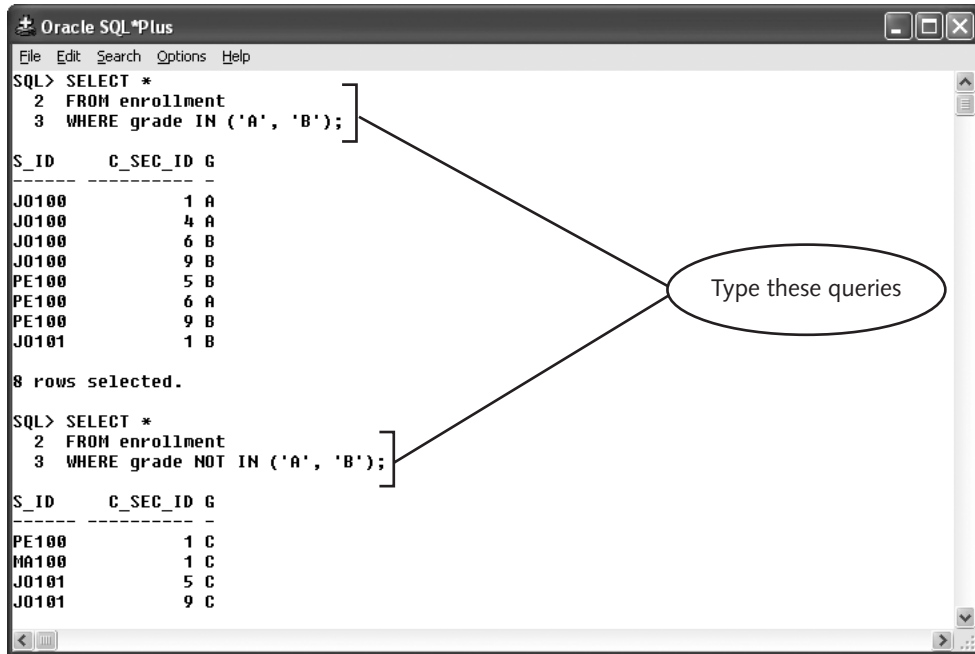 Oracle SQL*Plus
File Edit Search Options Help
SQL> SELECT *
2 FROM enrollment
3 WHERE grade IN ('A', 'B');
S_ID C_SEC_ID G
------ ---------- -
JO100 1 A
JO100 4 A
JO100 6 B
JO100 9 B
PE100 5 B
PE100 6 A
PE100 9 B
JO101 1 B
8 rows selected.
SQL> SELECT *
2 FROM enrollment
3 WHERE grade NOT IN ('A', 'B');
S_ID C_SEC_ID G
------ ---------- -
PE100 1 C
MA100 1 C
JO101 5 C
JO101 9 C
Type these queries